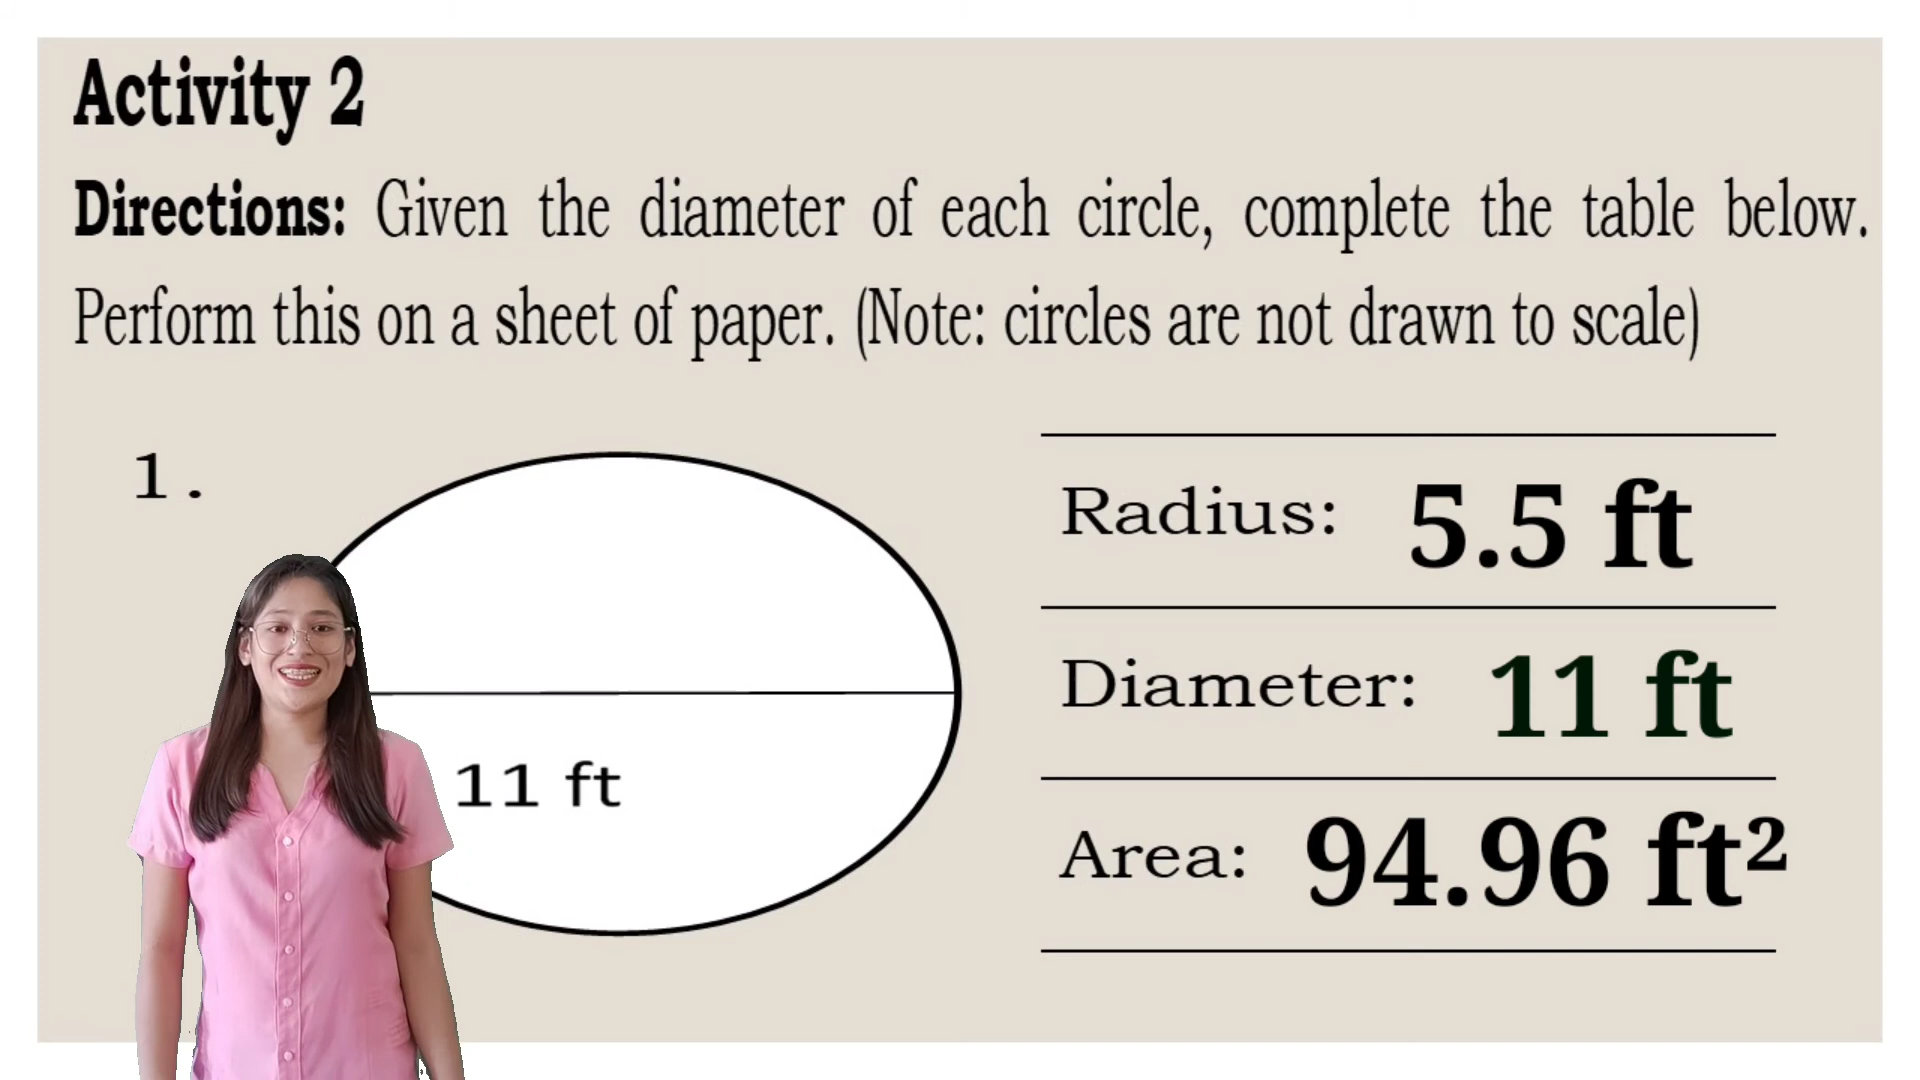 Activity 2
Directions: Given the diameter of each circle, complete the table below.
Perform this on a sheet of paper. (Note: circles are not drawn to scale)
1.
11 ft
Radius: 5.5 ft
Diameter: 11 ft
Area: 94.96 ft²